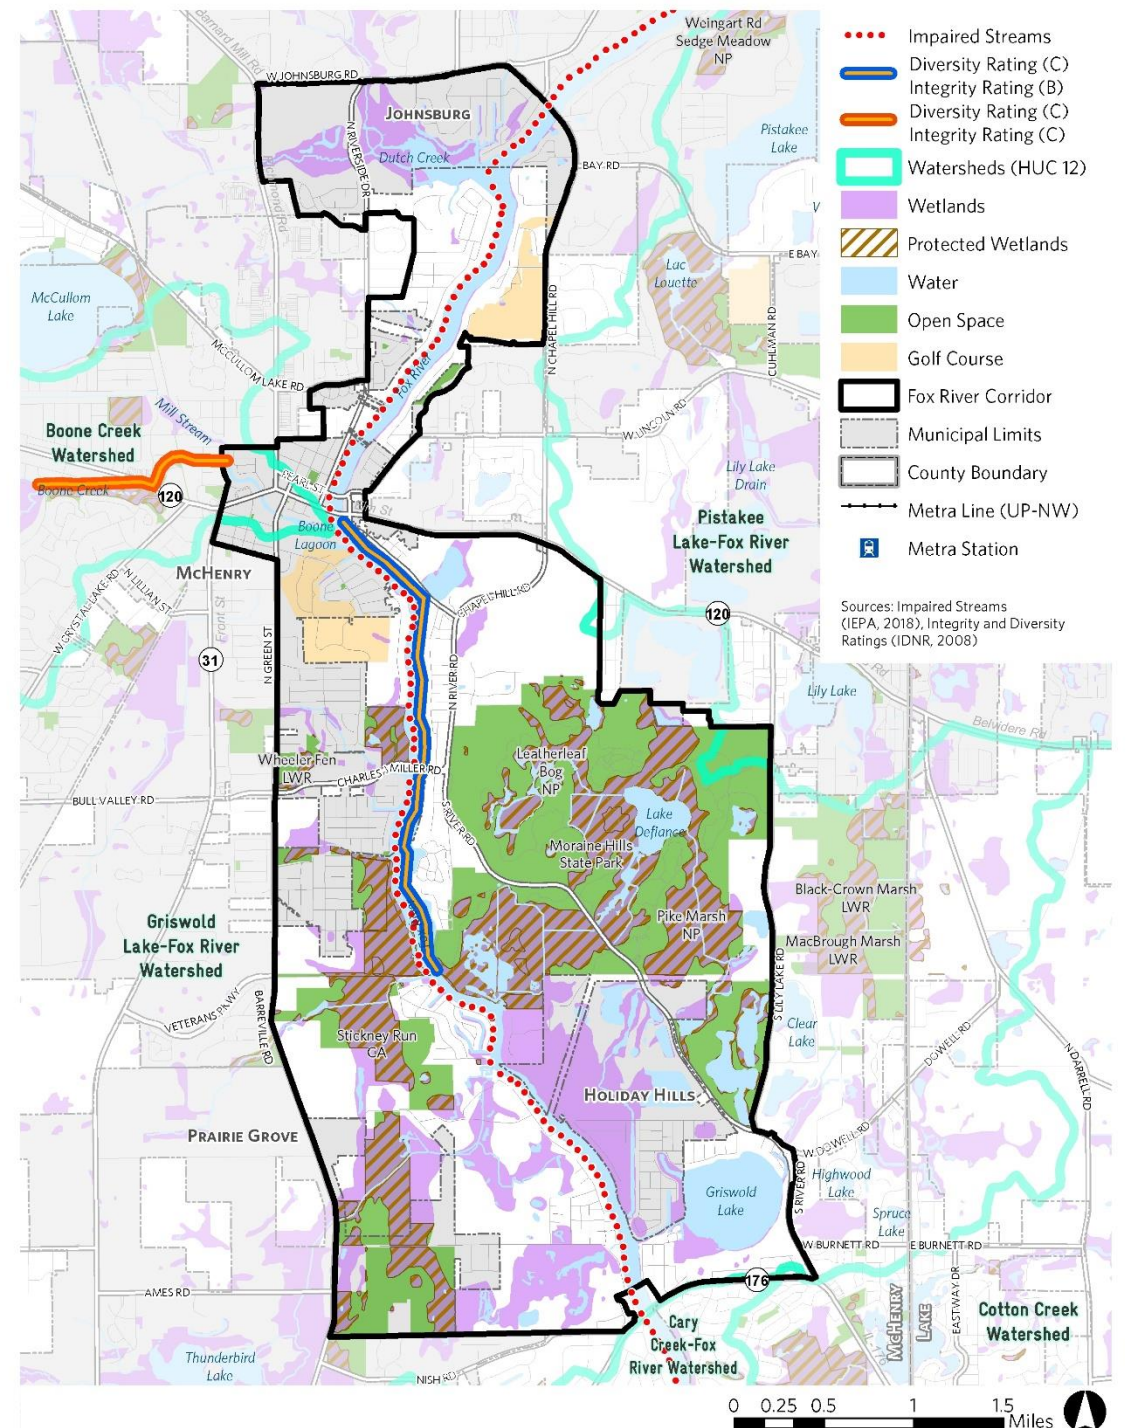 Weingart Rd
Sedge Meadow
NP
Barnard Mill Rd
W JOHNSBURG RD
JOHNSBURG
N RIVERSIDE DR
Dutch Creek
Richmond Rd
Pistakee
Lake
BAY RD
E BAY
Lac
Louette
McCullom
Lake
N CHAPEL HILL RD
CUHLMAN RD
MCCULLOM LAKE RD
Fox River
Mill Stream
Boone Creek
Watershed
W LINCOLN RD
Lily Lake
Drain
Boone Creek
120
PEARL ST
Boone
Lagoon
Pistakee
Lake-Fox River
Watershed
MCHENRY
N LILLIAN ST
W CRYSTAL LAKE RD
Front St
CHAPEL HILL RD
120
31
N GREEN ST
N RIVER RD
Lily Lake
Belvidere Rd
Wheeler Fen
LWR
CHARLES J MILLER RD
Leatherleaf
Bog
NP
BULL VALLEY RD
S RIVER RD
Lake
Defiance
Moraine Hills
State Park
Black-Crown Marsh
LWR
Pike Marsh
NP
MacBrough Marsh
LWR
Griswold
Lake-Fox River
Watershed
VETERANS PKWY
BARREVILLE RD
S LILY LAKE RD
Stickney Run
CA
Clear
Lake
DOWELL RD
N DARRELL RD
HOLIDAY HILLS
PRAIRIE GROVE
W DOWELL RD
Highwood
Lake
S RIVER RD
Griswold
Lake
Spruce
Lake
W BURNETT RD
E BURNETT RD
176
AMES RD
EASTWAY DR
MCHENRY
LAKE
Cotton Creek
Watershed
Cary
Creek-Fox
River Watershed
Thunderbird
Lake
NISH RD
Impaired Streams
Diversity Rating (C)
Integrity Rating (B)
Diversity Rating (C)
Integrity Rating (C)
Watersheds (HUC 12)
Wetlands
Protected Wetlands
Water
Open Space
Golf Course
Fox River Corridor
Municipal Limits
County Boundary
Metra Line (UP-NW)
Metra Station
Sources: Impaired Streams
(IEPA, 2018), Integrity and Diversity
Ratings (IDNR, 2008)
0 0.25 0.5 1 1.5
Miles